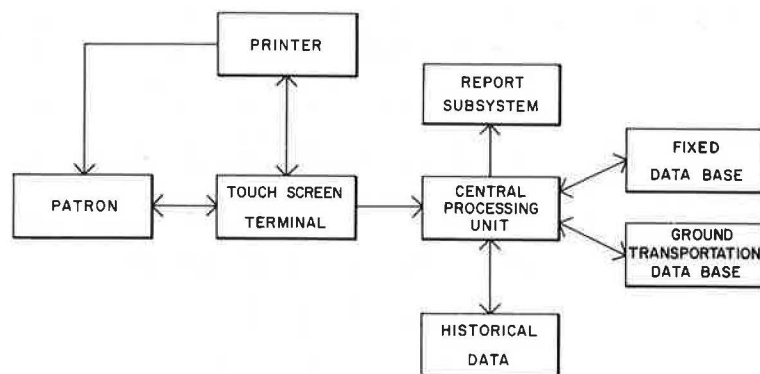 PRINTER
REPORT
SUBSYSTEM
FIXED
DATA BASE
PATRON
TOUCH SCREEN
TERMINAL
CENTRAL
PROCESSING
UNIT
GROUND
TRANSPORTATION
DATA BASE
HISTORICAL
DATA